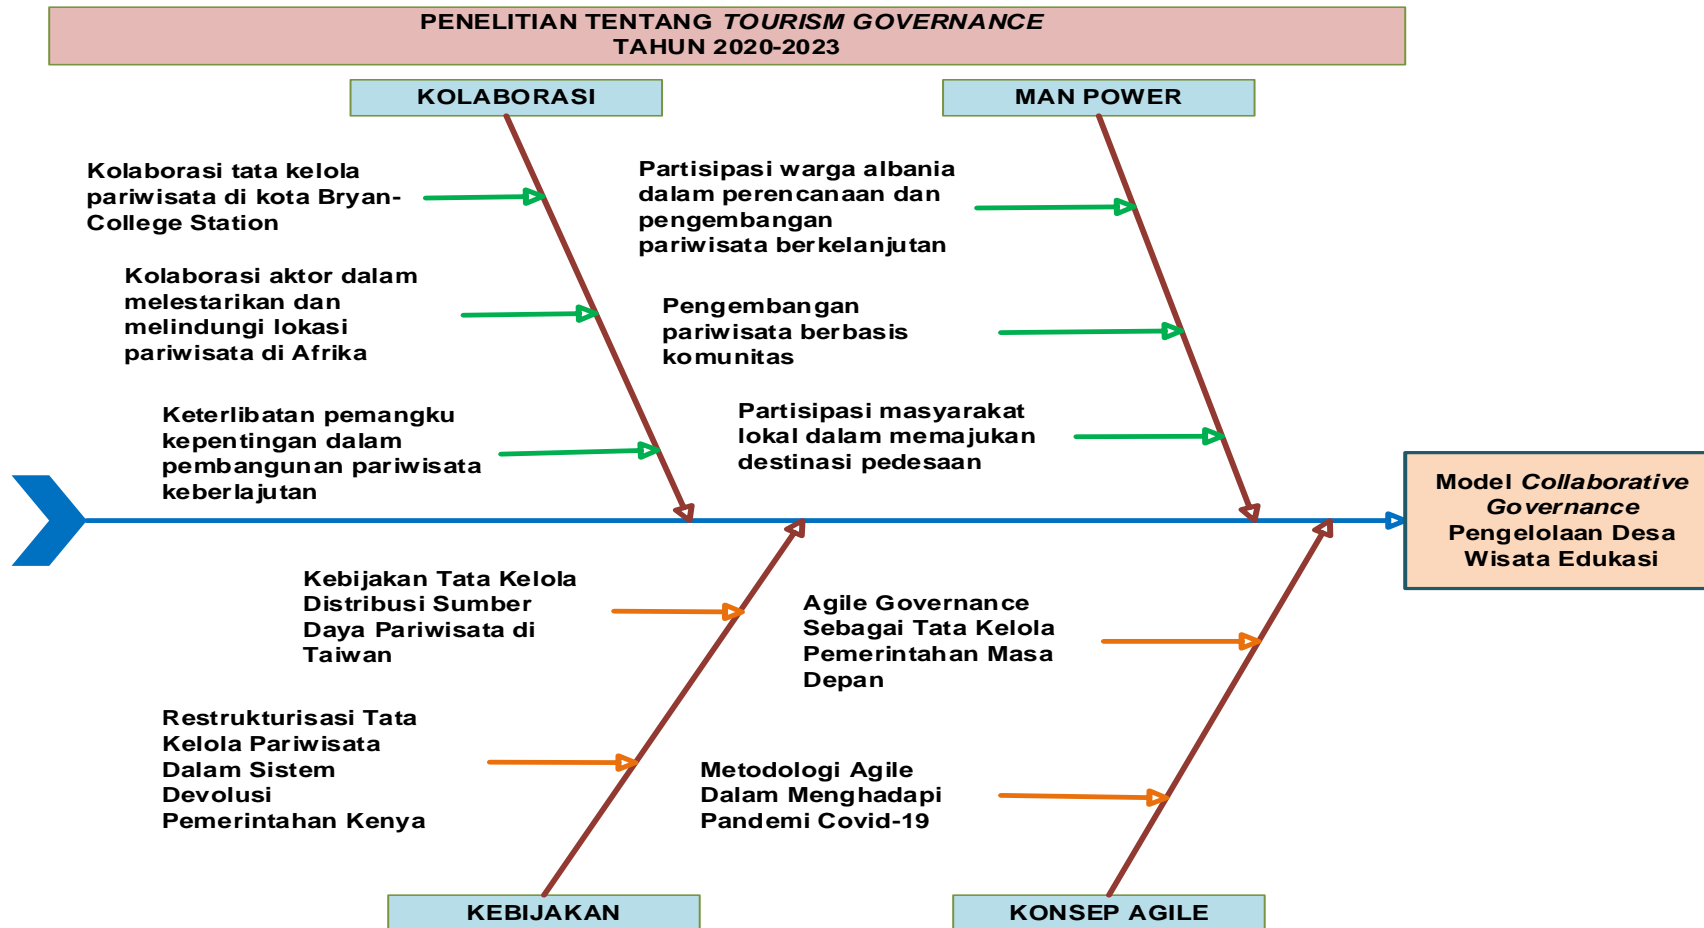 PENELITIAN TENTANG TOURISM GOVERNANCE
TAHUN 2020-2023
KOLABORASI
MAN POWER
Kolaborasi tata kelola
pariwisata di kota Bryan-
College Station
Kolaborasi aktor dalam
melestarikan dan
melindungi lokasi
pariwisata di Afrika
Keterlibatan pemangku
kepentingan dalam
pembangunan pariwisata
keberlajutan
Partisipasi warga albania
dalam perencanaan dan
pengembangan
pariwisata berkelanjutan
Pengembangan
pariwisata berbasis
komunitas
Partisipasi masyarakat
lokal dalam memajukan
destinasi pedesaan
Model Collaborative
Governance
Pengelolaan Desa
Wisata Edukasi
Kebijakan Tata Kelola
Distribusi Sumber
Daya Pariwisata di
Taiwan
Restrukturisasi Tata
Kelola Pariwisata
Dalam Sistem
Devolusi
Pemerintahan Kenya
Agile Governance
Sebagai Tata Kelola
Pemerintahan Masa
Depan
Metodologi Agile
Dalam Menghadapi
Pandemi Covid-19
KEBIJAKAN
KONSEP AGILE